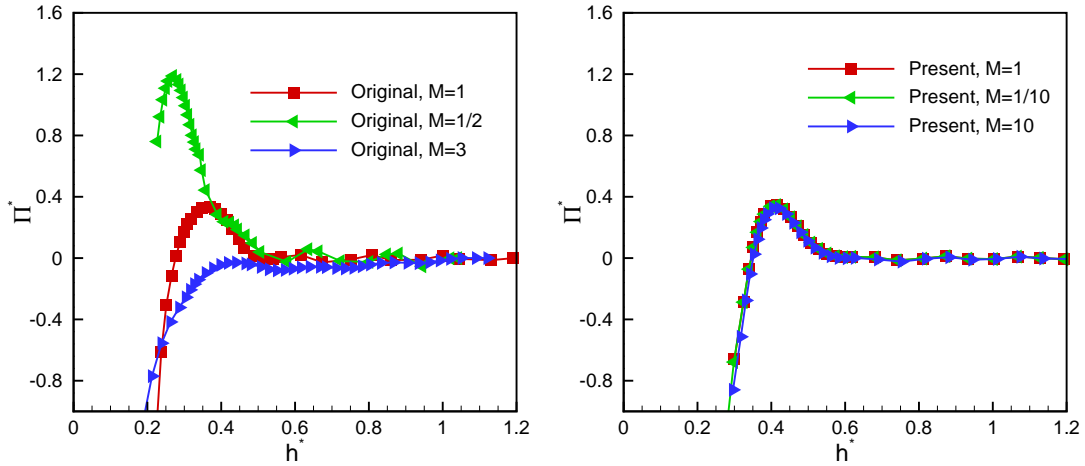 1.6
1.2
0.8
0.4
0
-0.4
-0.8
Π*
0
0.2
0.4
0.6
0.8
1
1.2
h*
Original, M=1
Original, M=1/2
Original, M=3
1.6
1.2
0.8
0.4
0
-0.4
-0.8
Π*
0
0.2
0.4
0.6
0.8
1
1.2
h*
Present, M=1
Present, M=1/10
Present, M=10